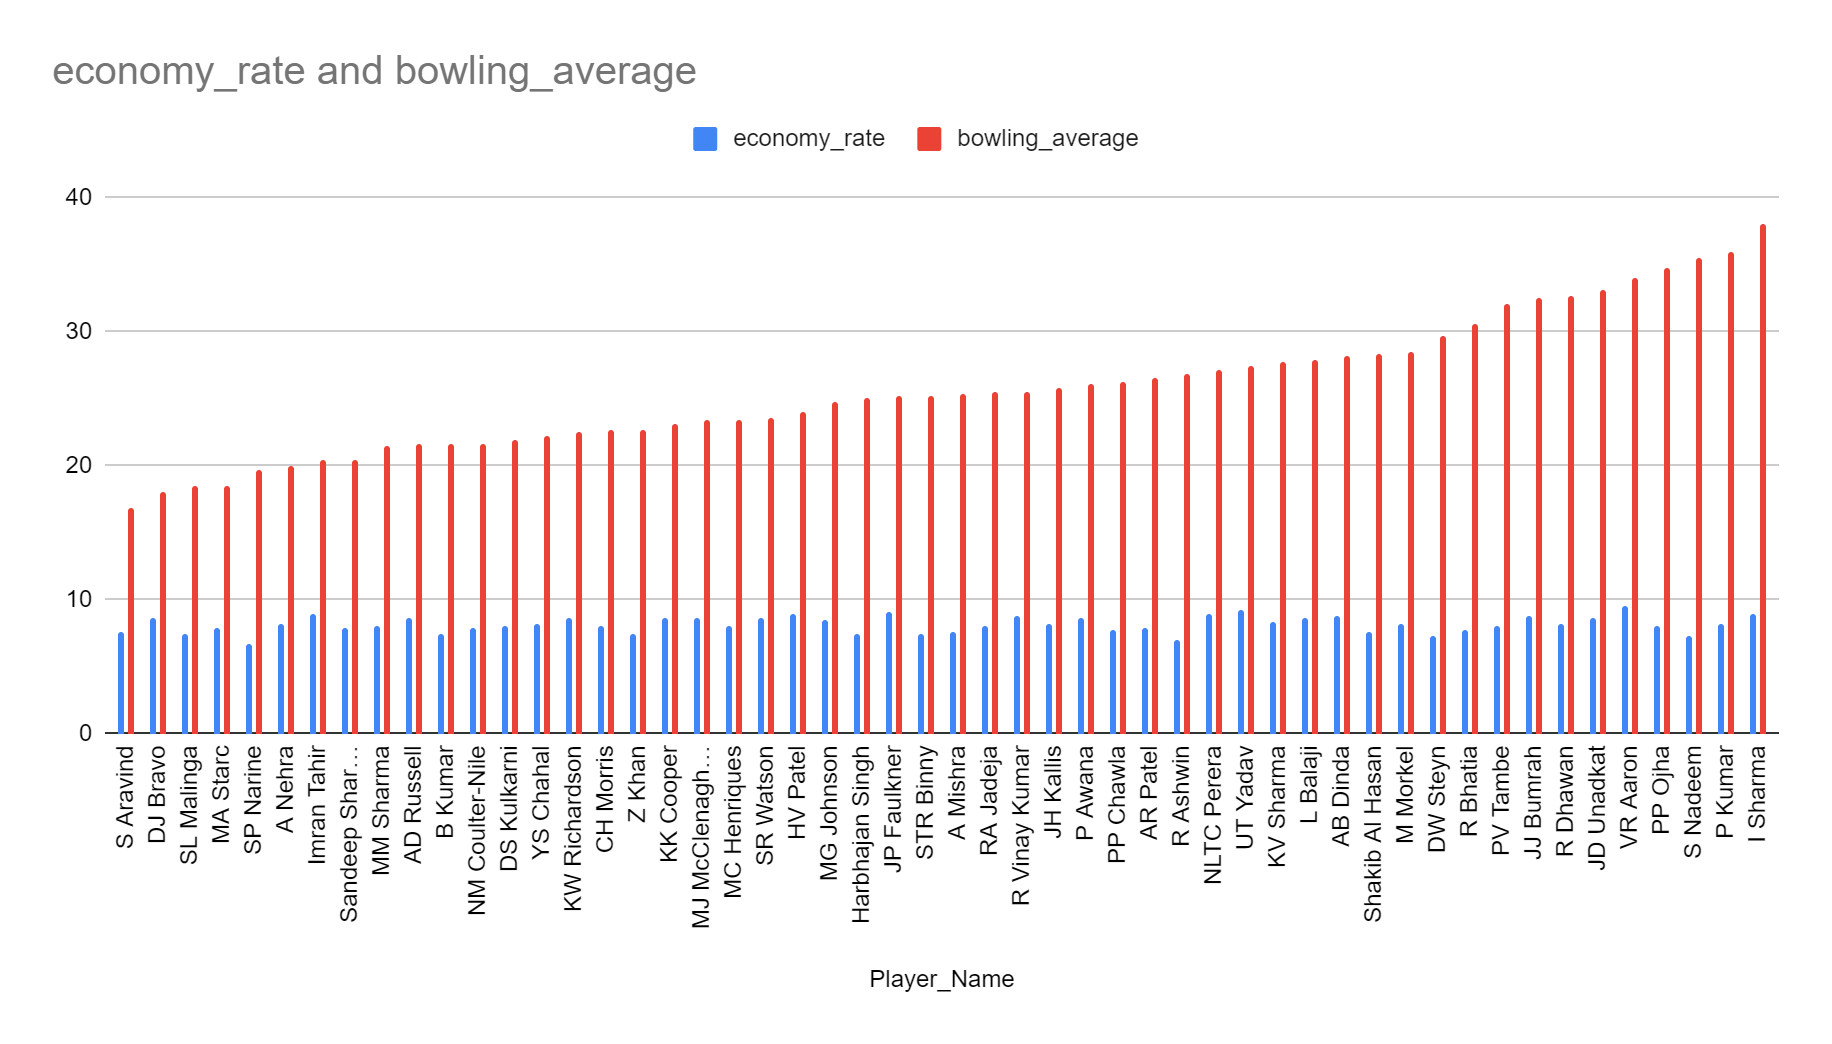 economy_rate and bowling_average
economy_rate
bowling_average
40
30
20
10
0
S Aravind
DJ Bravo
SL Malinga
MA Starc
SP Narine
A Nehra
Imran Tahir
Sandeep Shar…
MM Sharma
AD Russell
B Kumar
NM Coulter-Nile
DS Kulkarni
YS Chahal
KW Richardson
CH Morris
Z Khan
KK Cooper
MJ McClenagh…
MC Henriques
SR Watson
HV Patel
MG Johnson
Harbhajan Singh
JP Faulkner
STR Binny
A Mishra
RA Jadeja
R Vinay Kumar
JH Kallis
P Awana
PP Chawla
AR Patel
R Ashwin
NLTC Perera
UT Yadav
KV Sharma
L Balaji
AB Dinda
Shakib Al Hasan
M Morkel
DW Steyn
R Bhatia
PV Tambe
JJ Bumrah
R Dhawan
JD Unadkat
VR Aaron
PP Ojha
S Nadeem
P Kumar
I Sharma
Player_Name